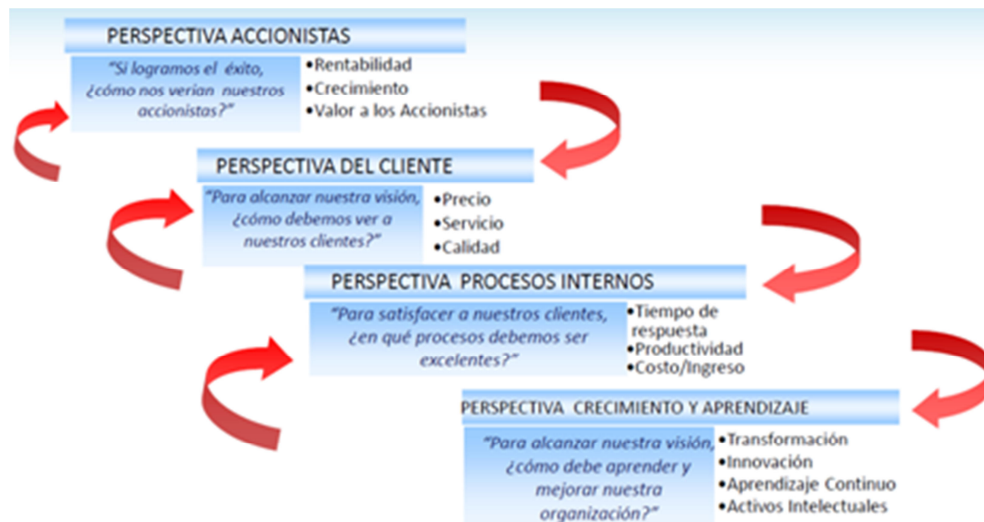 PERSPECTIVA ACCIONISTAS
"Si logramos el éxito,
¿cómo nos verian nuestros
accionistas?"
•Rentabilidad
•Crecimiento
•Valor a los Accionistas
PERSPECTIVA DEL CLIENTE
"Para alcanzar nuestra visión,
¿cómo debemos ver a
nuestros clientes?"
•Precio
•Servicio
•Calidad
PERSPECTIVA PROCESOS INTERNOS
"Para satisfacer a nuestros clientes,
¿en qué procesos debemos ser
excelentes?"
•Tiempo de
respuesta
•Productividad
•Costo/Ingreso
PERSPECTIVA CRECIMIENTO Y APRENDIZAJE
"Para alcanzar nuestra visión,
¿cómo debe aprender y
mejorar nuestra
organización?"
•Transformación
•Innovación
•Aprendizaje Continuo
•Activos Intelectuales